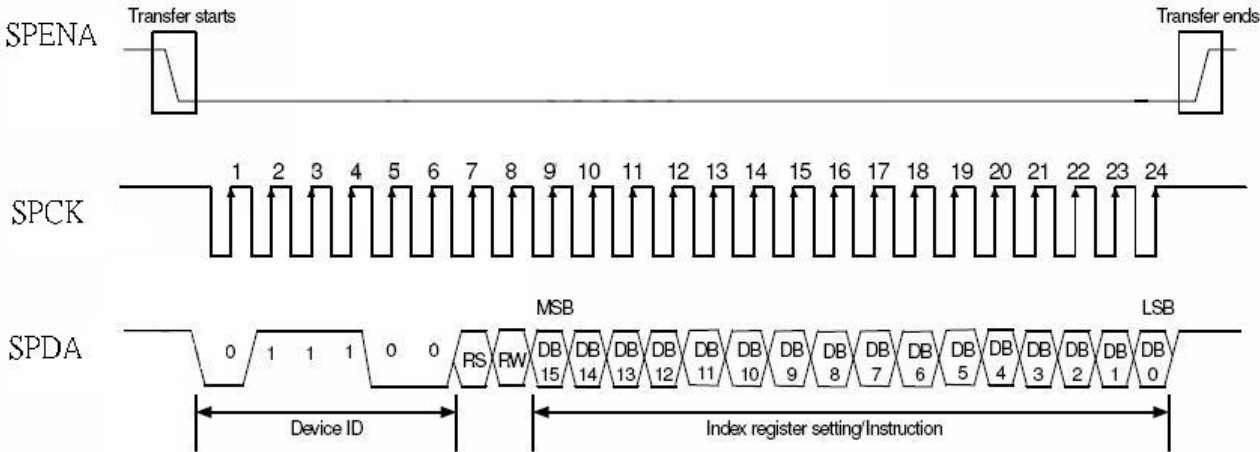 Transfer starts
Transfer ends
SPENA
1 2 3 4 5 6 7 8 9 10 11 12 13 14 15 16 17 18 19 20 21 22 23 24
SPCK
MSB
LSB
SPDA
0 1 1 1 0 0 RS RW DB 15 DB 14 DB 13 DB 12 DB 11 DB 10 DB 9 DB 8 DB 7 DB 6 DB 5 DB 4 DB 3 DB 2 DB 1 DB 0
Device ID
Index register setting/Instruction